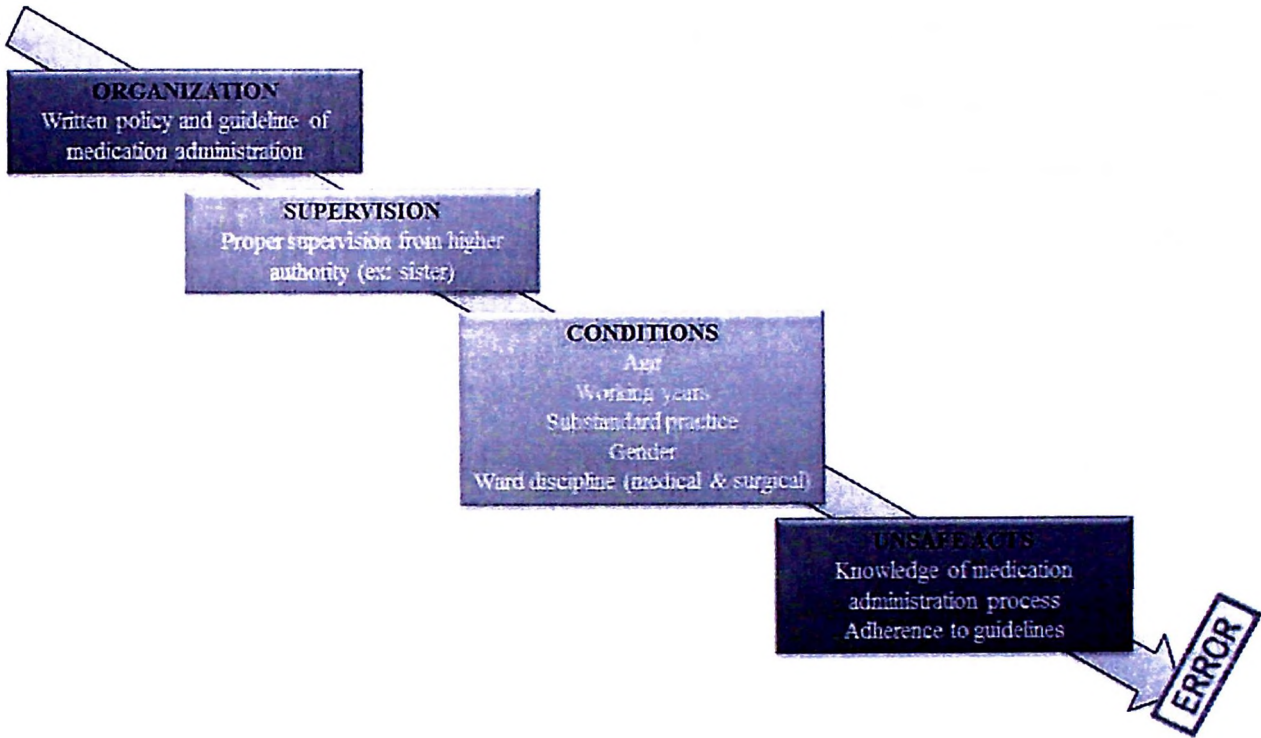 ORGANIZATION
Written policy and guideline of
medication administration
SUPERVISION
Proper supervision from higher
authority (ex: sister)
CONDITIONS
Age
Working years
Substandard practice
Gender
Ward discipline (medical & surgical)
UNSAFE ACTS
Knowledge of medication
administration process
Adherence to guidelines
ERROR